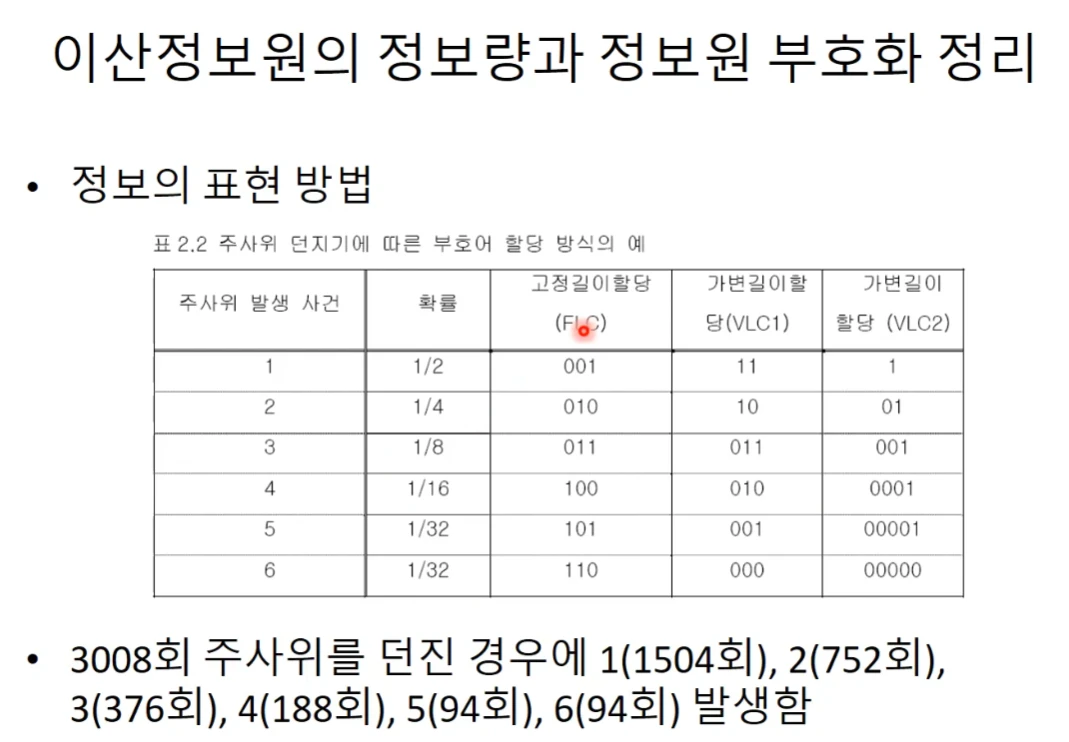 이산정보원의 정보량과 정보원 부호화 정리
• 정보의 표현 방법
표 2.2 주사위 던지기에 따른 부호어 할당 방식의 예
주사위 발생 사건 확률 고정길이할당 (FLC) 가변길이할당(VLC1) 가변길이 할당 (VLC2)
1 1/2 001 11 1
2 1/4 010 10 01
3 1/8 011 011 001
4 1/16 100 010 0001
5 1/32 101 001 00001
6 1/32 110 000 00000
• 3008회 주사위를 던진 경우에 1(1504회), 2(752회),
3(376회), 4(188회), 5(94회), 6(94회) 발생함